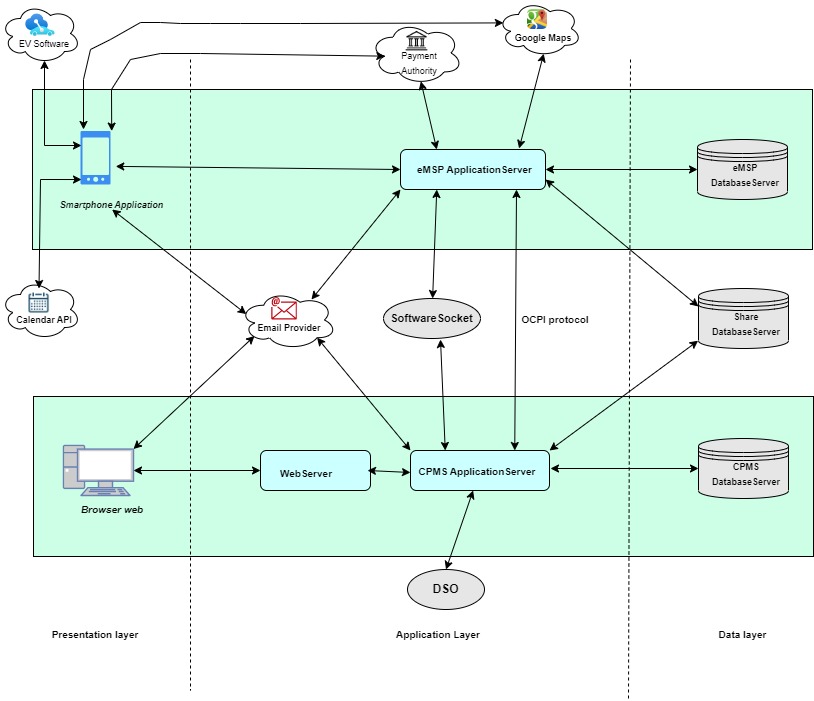 EV Software
Google Maps
Payment
Authority
eMSP ApplicationServer
eMSP
DatabaseServer
Smartphone Application
Calendar API
@
Email Provider
SoftwareSocket
OCPI protocol
Share
DatabaseServer
WebServer
CPMS ApplicationServer
CPMS
DatabaseServer
Browser web
DSO
Presentation layer
Application Layer
Data layer